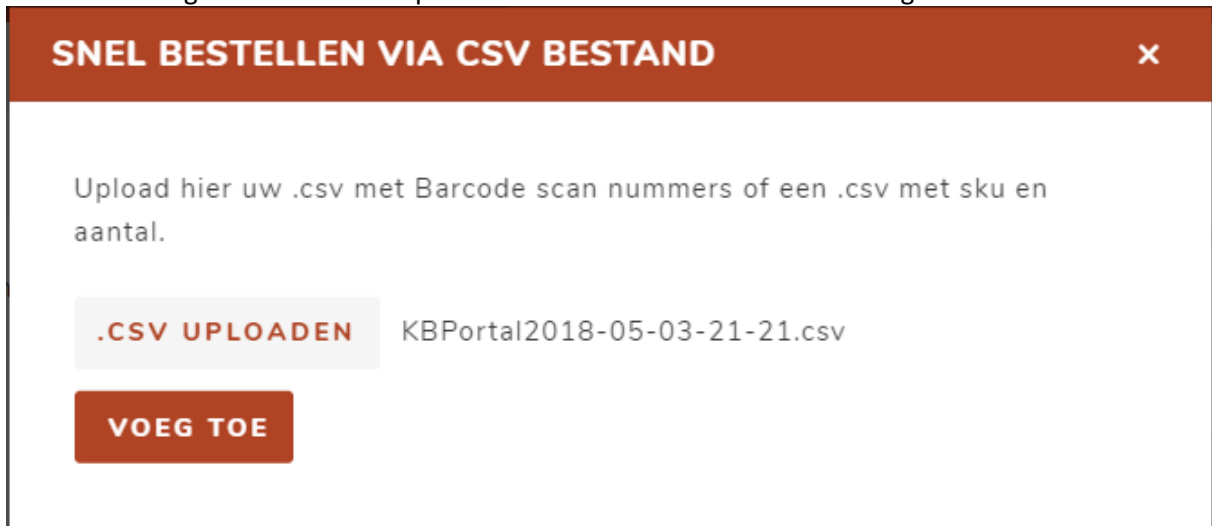 SNEL BESTELLEN VIA CSV BESTAND ×
Upload hier uw .csv met Barcode scan nummers of een .csv met sku en
aantal.
.CSV UPLOADEN KBPortal2018-05-03-21-21.csv
VOEG TOE